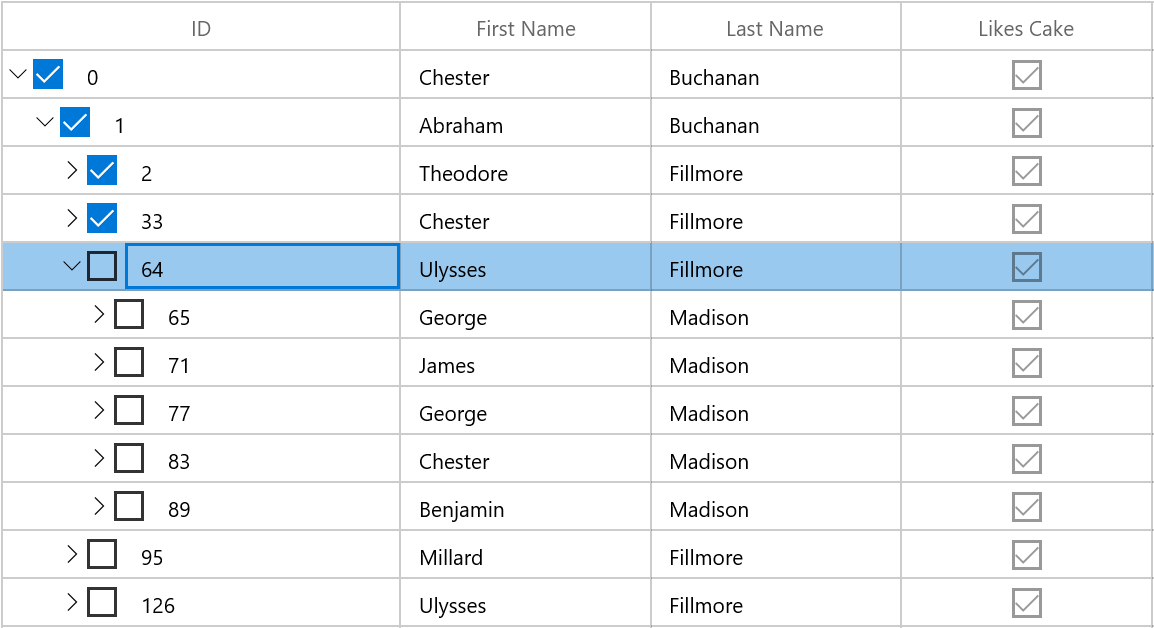 ID First Name Last Name Likes Cake
0 Chester Buchanan
1 Abraham Buchanan
2 Theodore Fillmore
33 Chester Fillmore
64 Ulysses Fillmore
65 George Madison
71 James Madison
77 George Madison
83 Chester Madison
89 Benjamin Madison
95 Millard Fillmore
126 Ulysses Fillmore